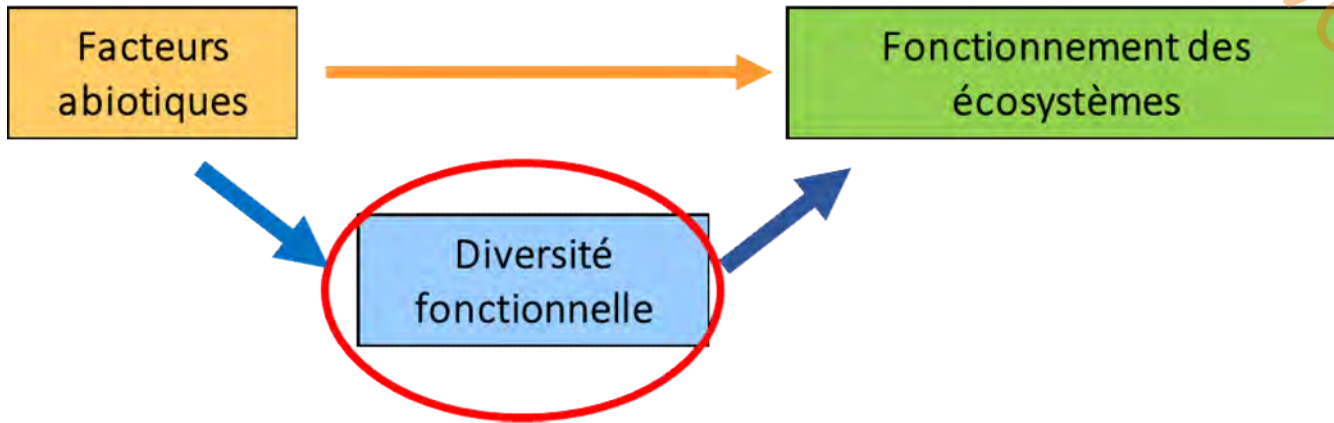 Facteurs
abiotiques
Fonctionnement des
écosystèmes
Diversité
fonctionnelle